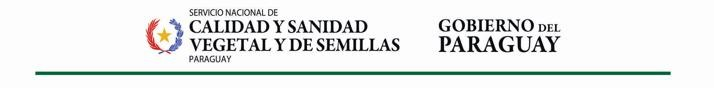 SERVICIO NACIONAL DE
CALIDAD Y SANIDAD
VEGETAL Y DE SEMILLAS
PARAGUAY
GOBIERNO DEL
PARAGUAY